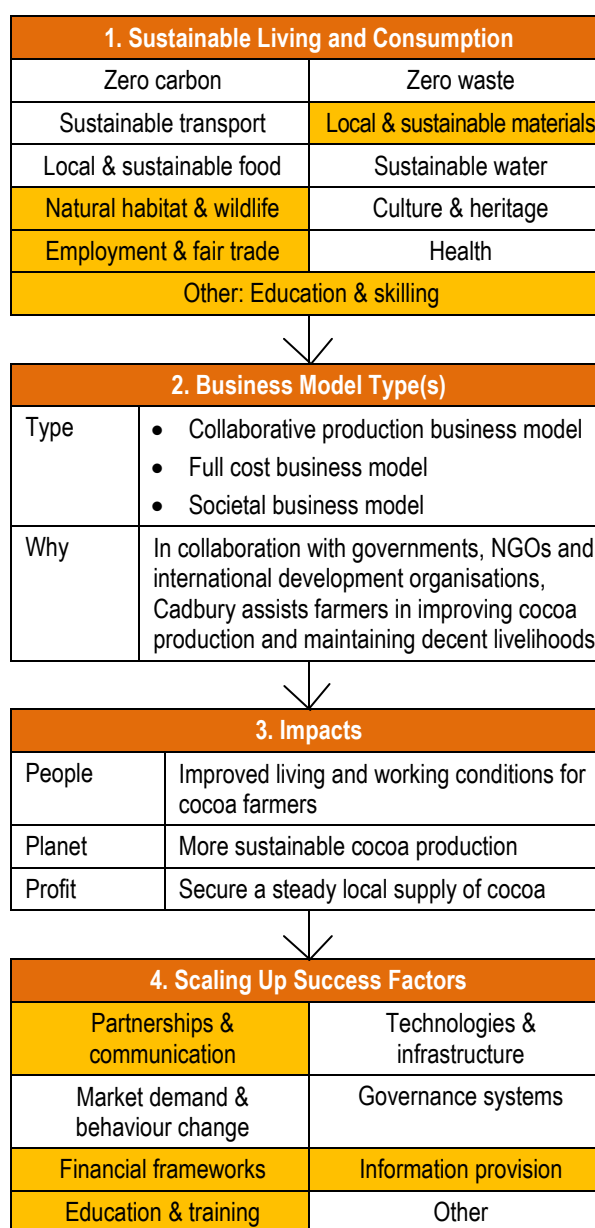 1. Sustainable Living and Consumption
Zero carbon
Zero waste
Sustainable transport
Local & sustainable materials
Local & sustainable food
Sustainable water
Natural habitat & wildlife
Culture & heritage
Employment & fair trade
Health
Other: Education & skilling
2. Business Model Type(s)
Type
• Collaborative production business model
• Full cost business model
• Societal business model
Why
In collaboration with governments, NGOs and
international development organisations,
Cadbury assists farmers in improving cocoa
production and maintaining decent livelihoods
3. Impacts
People
Improved living and working conditions for
cocoa farmers
Planet
More sustainable cocoa production
Profit
Secure a steady local supply of cocoa
4. Scaling Up Success Factors
Partnerships &
communication
Technologies &
infrastructure
Market demand &
behaviour change
Governance systems
Financial frameworks
Information provision
Education & training
Other